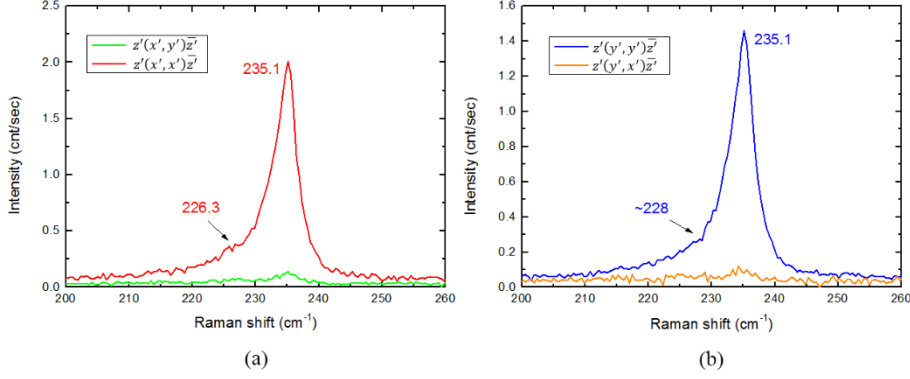 2.5
2.0
1.5
1.0
0.5
0.0
Intensity (cnt/sec)
z′(x′, y′)z̅′
z′(x′, x′)z̅′
235.1
226.3
200 210 220 230 240 250 260
Raman shift (cm⁻¹)
(a)
1.6
1.4
1.2
1.0
0.8
0.6
0.4
0.2
0.0
Intensity (cnt/sec)
z′(y′, y′)z̅′
z′(y′, x′)z̅′
235.1
~228
200 210 220 230 240 250 260
Raman shift (cm⁻¹)
(b)